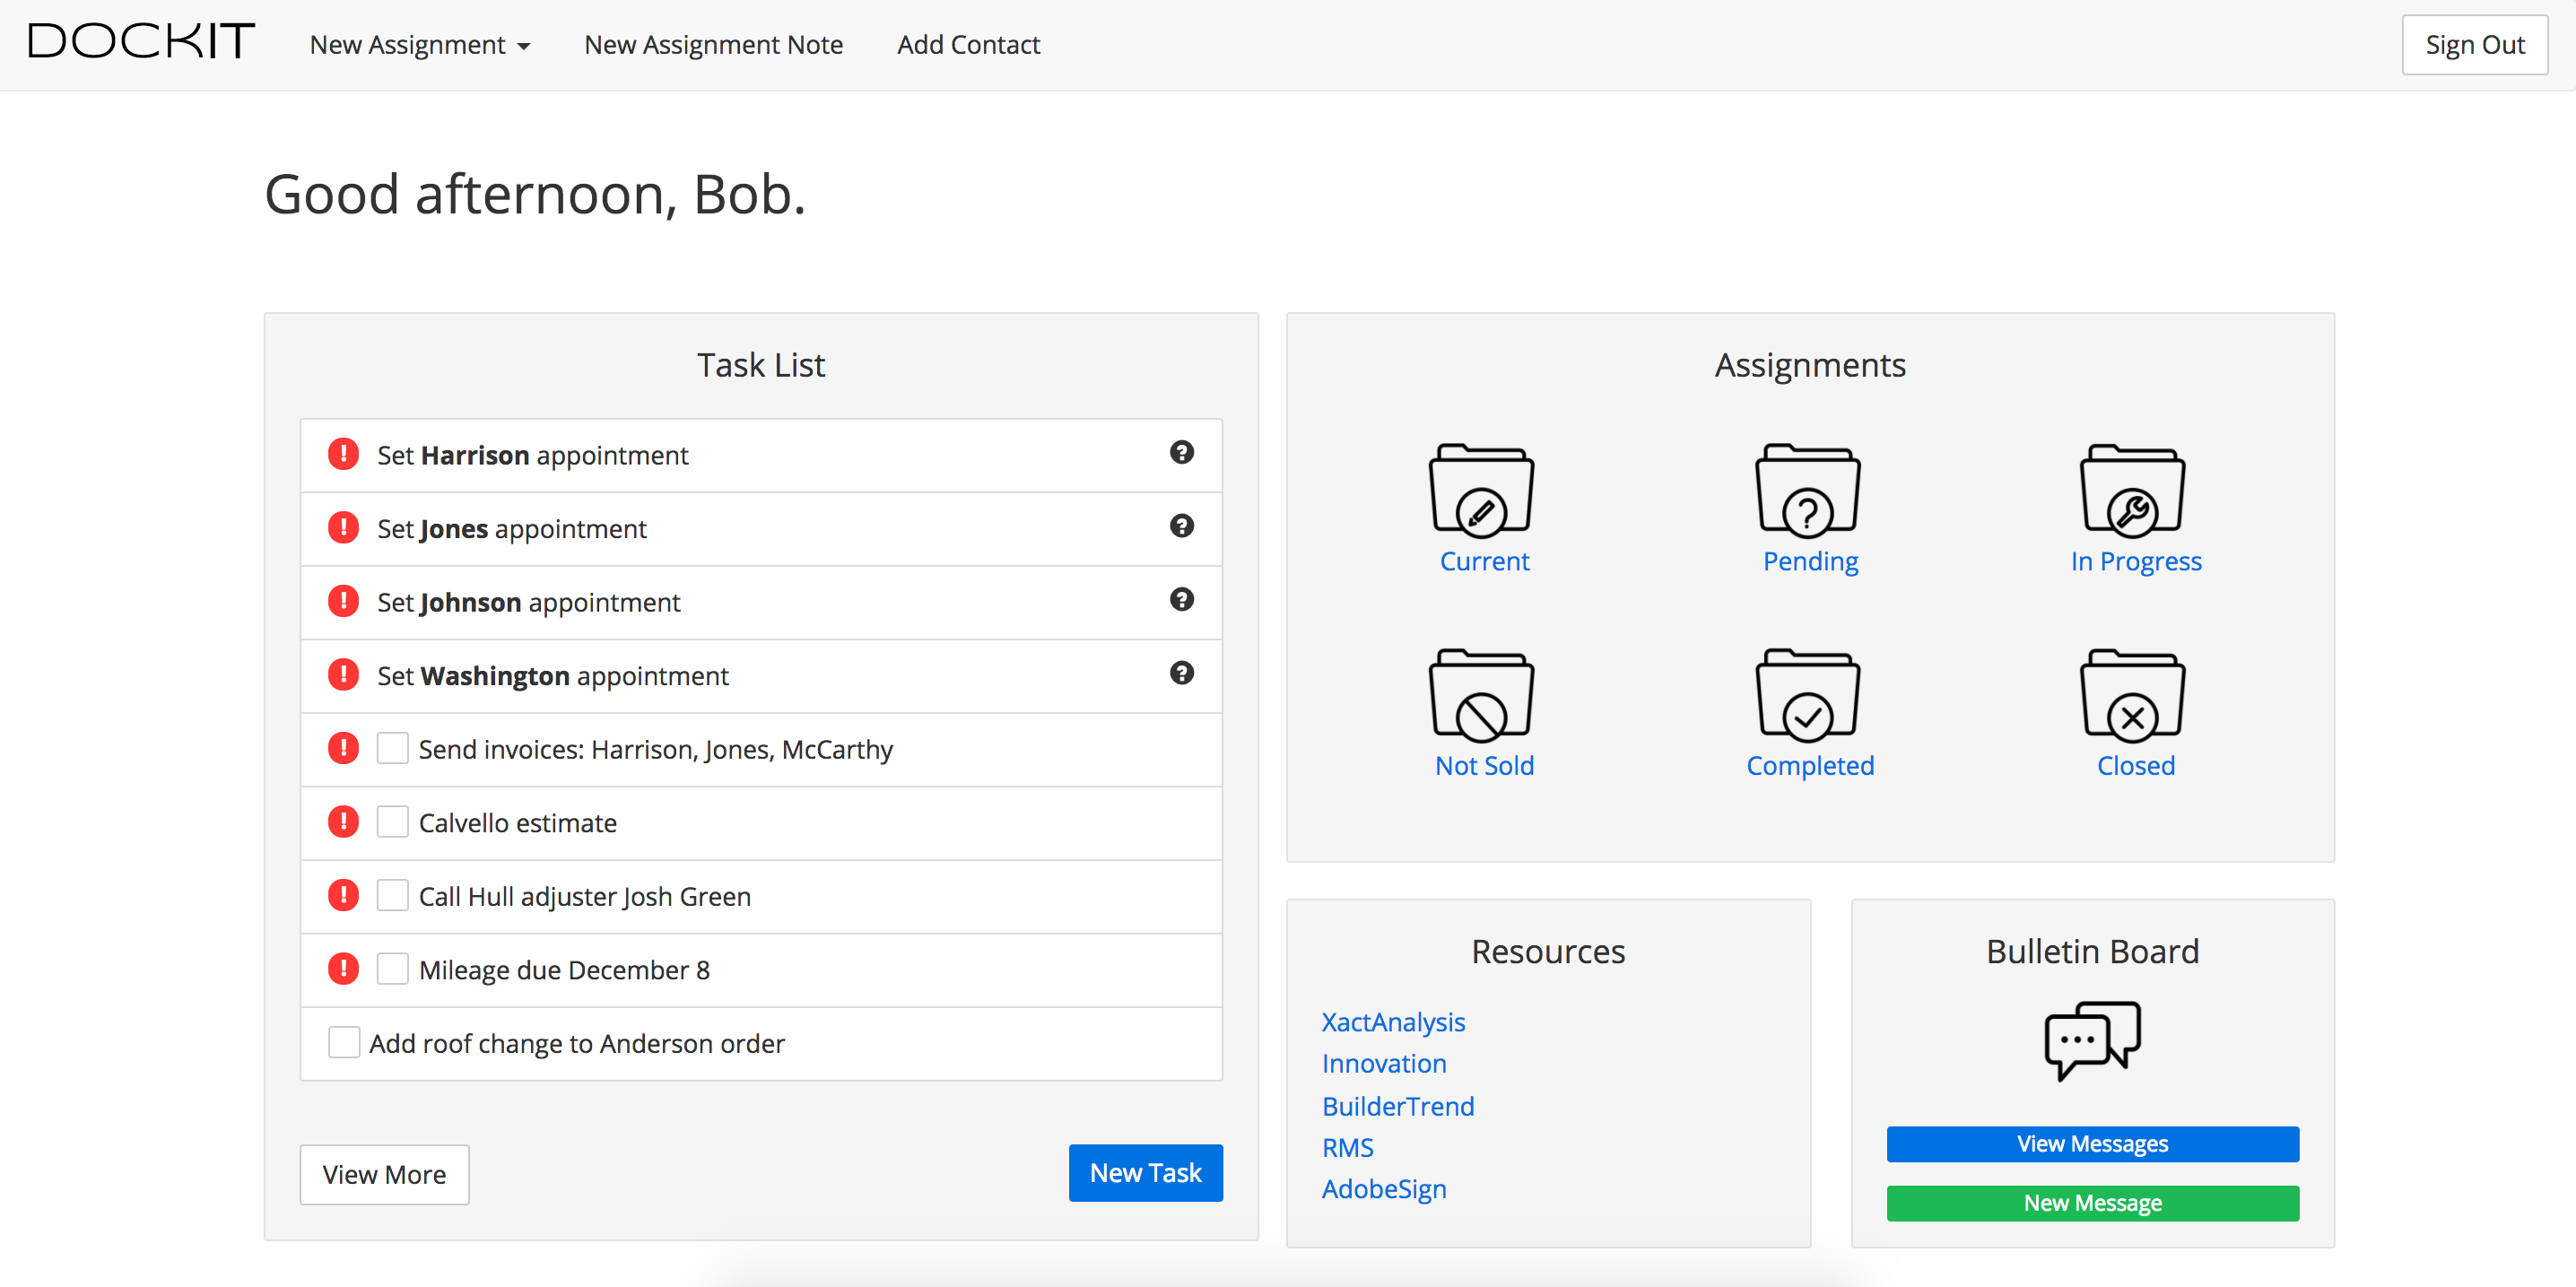 DOCKIT
New Assignment
New Assignment Note
Add Contact
Sign Out
Good afternoon, Bob.
Task List
! Set Harrison appointment ?
! Set Jones appointment ?
! Set Johnson appointment ?
! Set Washington appointment ?
! Send invoices: Harrison, Jones, McCarthy
! Calvello estimate
! Call Hull adjuster Josh Green
! Mileage due December 8
Add roof change to Anderson order
View More
New Task
Assignments
?
Current
Pending
In Progress
Not Sold
Completed
Closed
Resources
XactAnalysis
Innovation
BuilderTrend
RMS
AdobeSign
Bulletin Board
View Messages
New Message